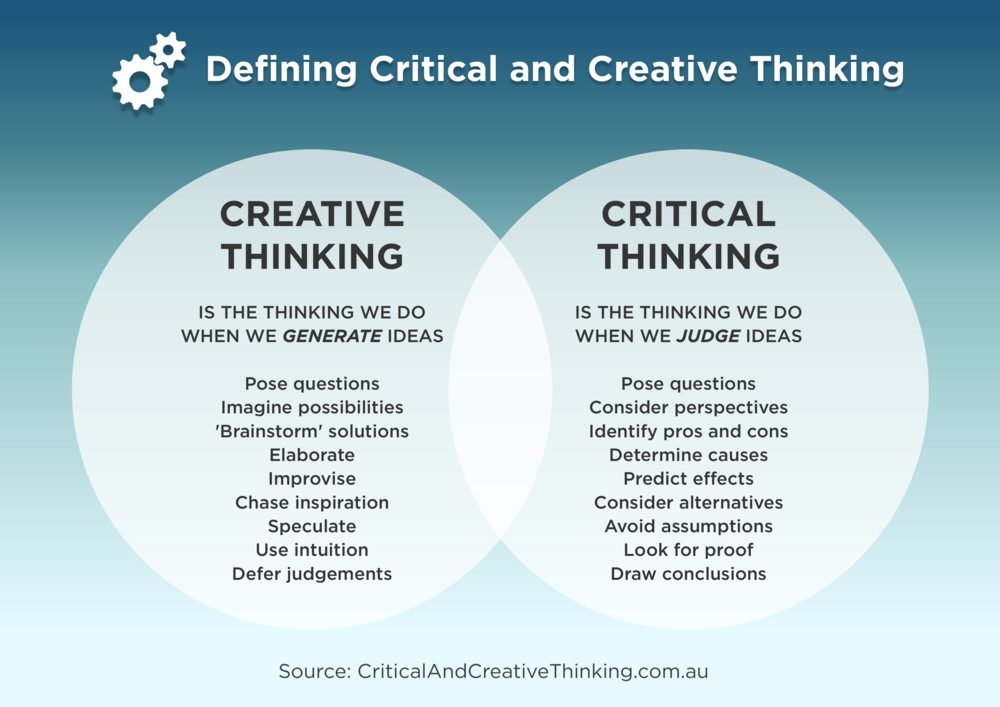 Defining Critical and Creative Thinking
CREATIVE
THINKING
IS THE THINKING WE DO
WHEN WE GENERATE IDEAS
Pose questions
Imagine possibilities
'Brainstorm' solutions
Elaborate
Improvise
Chase inspiration
Speculate
Use intuition
Defer judgements
CRITICAL
THINKING
IS THE THINKING WE DO
WHEN WE JUDGE IDEAS
Pose questions
Consider perspectives
Identify pros and cons
Determine causes
Predict effects
Consider alternatives
Avoid assumptions
Look for proof
Draw conclusions
Source: CriticalAndCreativeThinking.com.au